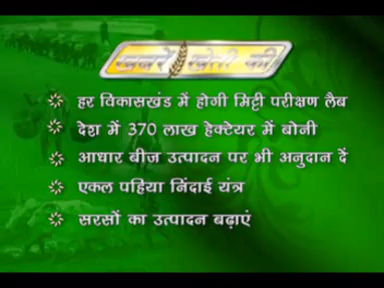 खबरें खेती की
हर विकासखंड में होगी मिट्टी परीक्षण लैब
देश में 370 लाख हेक्टेयर में बोनी
आधार बीज उत्पादन पर भी अनुदान दें
एकल पहिया निंदाई यंत्र
सरसों का उत्पादन बढ़ाएं